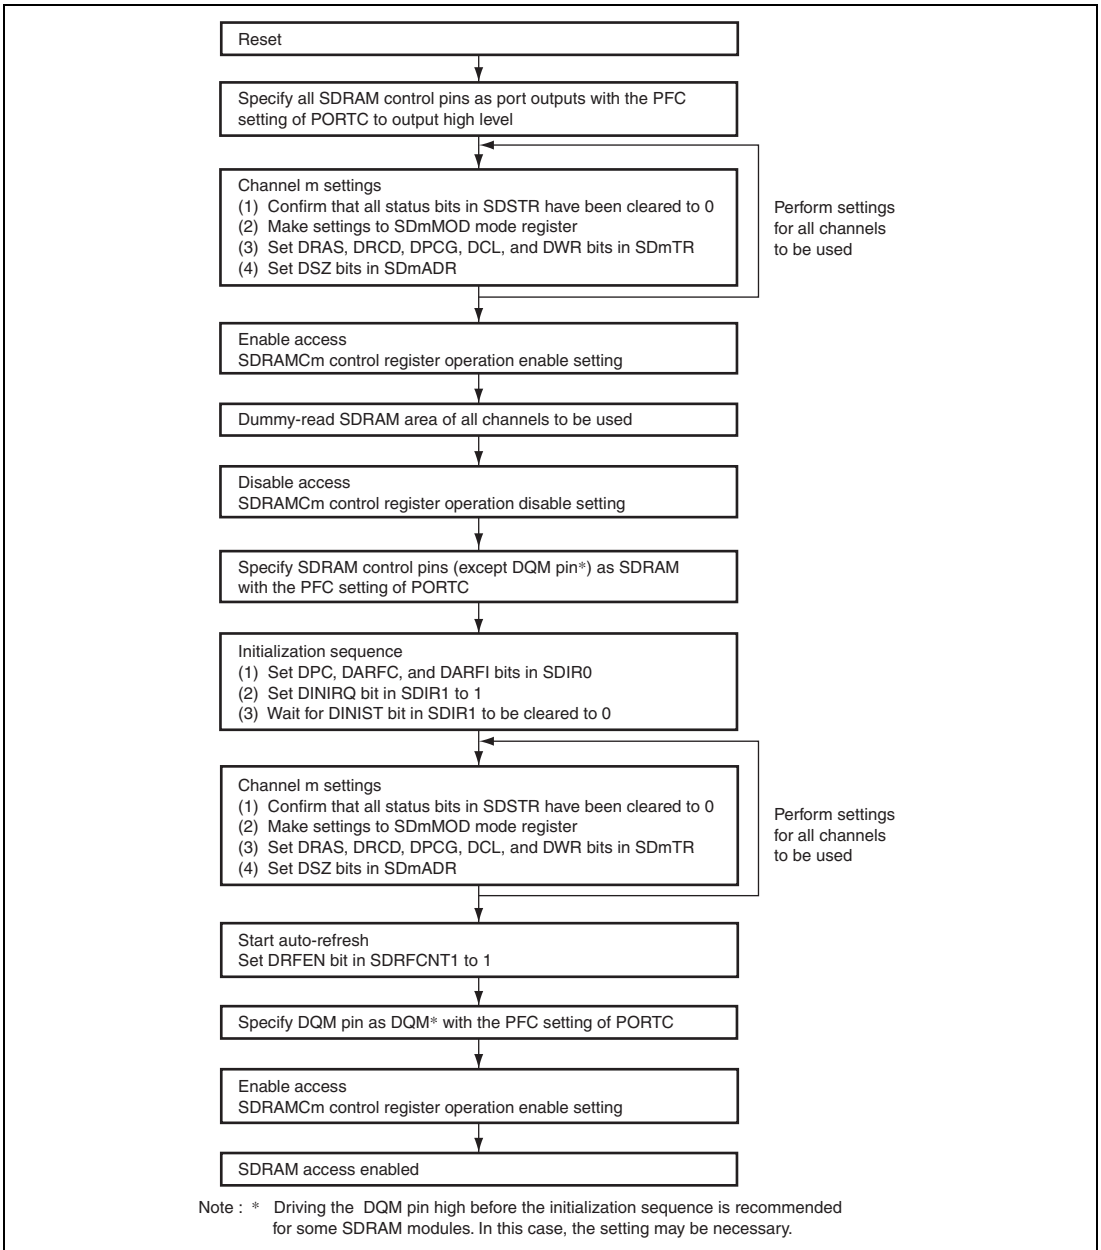 Reset
Specify all SDRAM control pins as port outputs with the PFC
setting of PORTC to output high level
Channel m settings
(1) Confirm that all status bits in SDSTR have been cleared to 0
(2) Make settings to SDmMOD mode register
(3) Set DRAS, DRCD, DPCG, DCL, and DWR bits in SDmTR
(4) Set DSZ bits in SDmADR
Perform settings
for all channels
to be used
Enable access
SDRAMCm control register operation enable setting
Dummy-read SDRAM area of all channels to be used
Disable access
SDRAMCm control register operation disable setting
Specify SDRAM control pins (except DQM pin*) as SDRAM
with the PFC setting of PORTC
Initialization sequence
(1) Set DPC, DARFC, and DARFI bits in SDIR0
(2) Set DINIRQ bit in SDIR1 to 1
(3) Wait for DINIST bit in SDIR1 to be cleared to 0
Channel m settings
(1) Confirm that all status bits in SDSTR have been cleared to 0
(2) Make settings to SDmMOD mode register
(3) Set DRAS, DRCD, DPCG, DCL, and DWR bits in SDmTR
(4) Set DSZ bits in SDmADR
Perform settings
for all channels
to be used
Start auto-refresh
Set DRFEN bit in SDRFCNT1 to 1
Specify DQM pin as DQM* with the PFC setting of PORTC
Enable access
SDRAMCm control register operation enable setting
SDRAM access enabled
Note : * Driving the DQM pin high before the initialization sequence is recommended
for some SDRAM modules. In this case, the setting may be necessary.